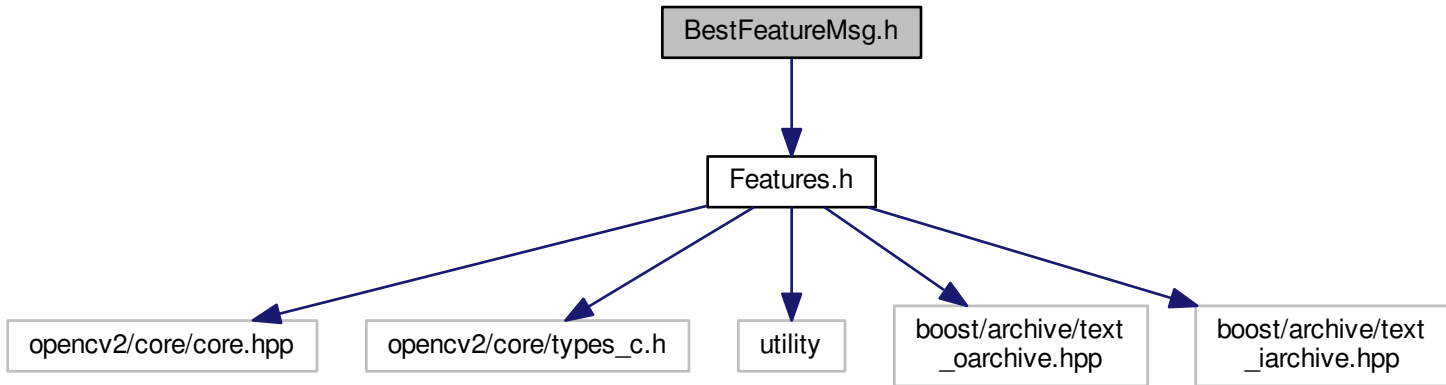 BestFeatureMsg.h
Features.h
opencv2/core/core.hpp
opencv2/core/types_c.h
utility
boost/archive/text
_oarchive.hpp
boost/archive/text
_iarchive.hpp